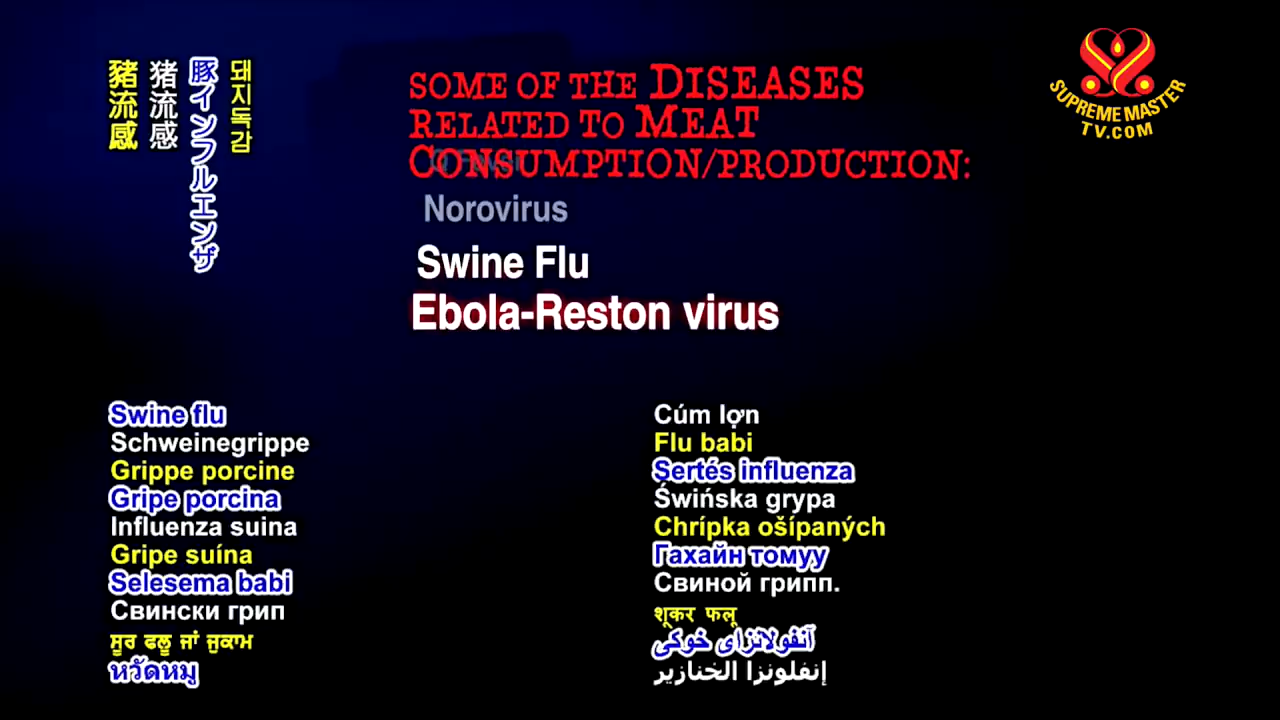 豬流感
猪流感
豚インフルエンザ
돼지독감
SOME OF THE DISEASES
RELATED TO MEAT
CONSUMPTION/PRODUCTION:
Norovirus
Swine Flu
Ebola-Reston virus
SUPREME MASTER
TV.COM
Swine flu
Schweinegrippe
Grippe porcine
Gripe porcina
Influenza suina
Gripe suína
Selesema babi
Свински грип
ਸੂਰ ਫਲੂ ਜਾਂ ਜੁਕਾਮ
หวัดหมู
Cúm lợn
Flu babi
Sertés influenza
Świńska grypa
Chrípka ošípaných
Гахайн томуу
Свиной грипп.
शूकर फलू
آنفولانزای خوکی
إنفلونزا الخنازير